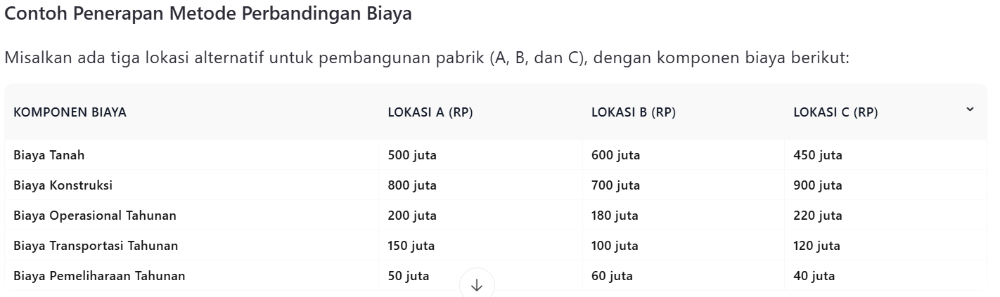 Contoh Penerapan Metode Perbandingan Biaya
Misalkan ada tiga lokasi alternatif untuk pembangunan pabrik (A, B, dan C), dengan komponen biaya berikut:
KOMPONEN BIAYA LOKASI A (RP) LOKASI B (RP) LOKASI C (RP)
Biaya Tanah 500 juta 600 juta 450 juta
Biaya Konstruksi 800 juta 700 juta 900 juta
Biaya Operasional Tahunan 200 juta 180 juta 220 juta
Biaya Transportasi Tahunan 150 juta 100 juta 120 juta
Biaya Pemeliharaan Tahunan 50 juta 60 juta 40 juta